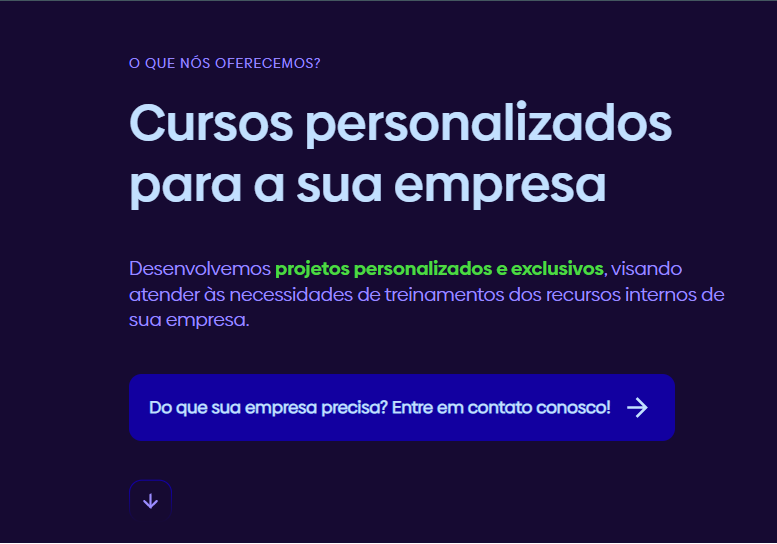 O QUE NÓS OFERECEMOS?
Cursos personalizados
para a sua empresa
Desenvolvemos projetos personalizados e exclusivos, visando
atender às necessidades de treinamentos dos recursos internos de
sua empresa.
Do que sua empresa precisa? Entre em contato conosco!